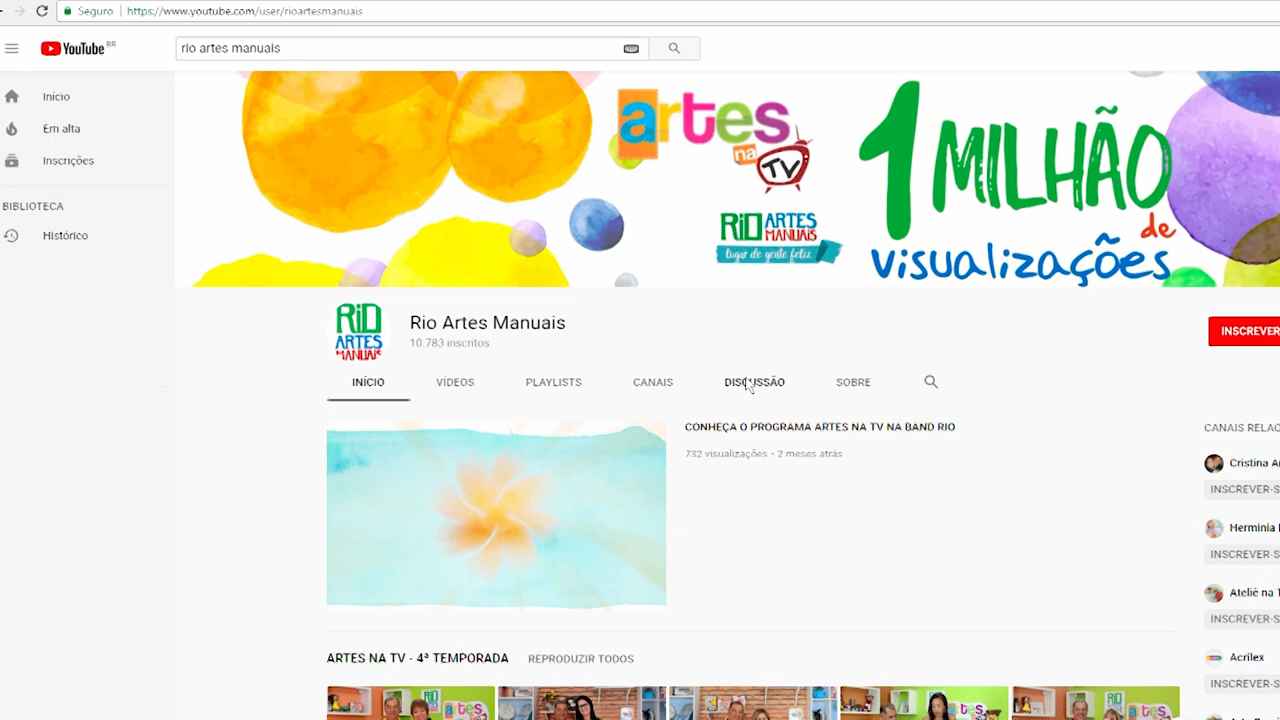 Seguro https://www.youtube.com/user/rioartesmanuais
YouTube BR
rio artes manuais
Início
Em alta
Inscrições
BIBLIOTECA
Histórico
artes
na
TV
RIO ARTES
MANUAIS
lugar de gente feliz
1 MILHÃO
de
visualizações
RIO
ARTES
MANUAIS
Rio Artes Manuais
10.783 inscritos
INSCREVER
INÍCIO VÍDEOS PLAYLISTS CANAIS DISCUSSÃO SOBRE
CONHEÇA O PROGRAMA ARTES NA TV NA BAND RIO
732 visualizações • 2 meses atrás
CANAIS RELAC
Cristina A
INSCREVER-S
Herminia
INSCREVER-S
Ateliê na T
INSCREVER-S
Acrilex
INSCREVER-S
ARTES NA TV - 4ª TEMPORADA REPRODUZIR TODOS